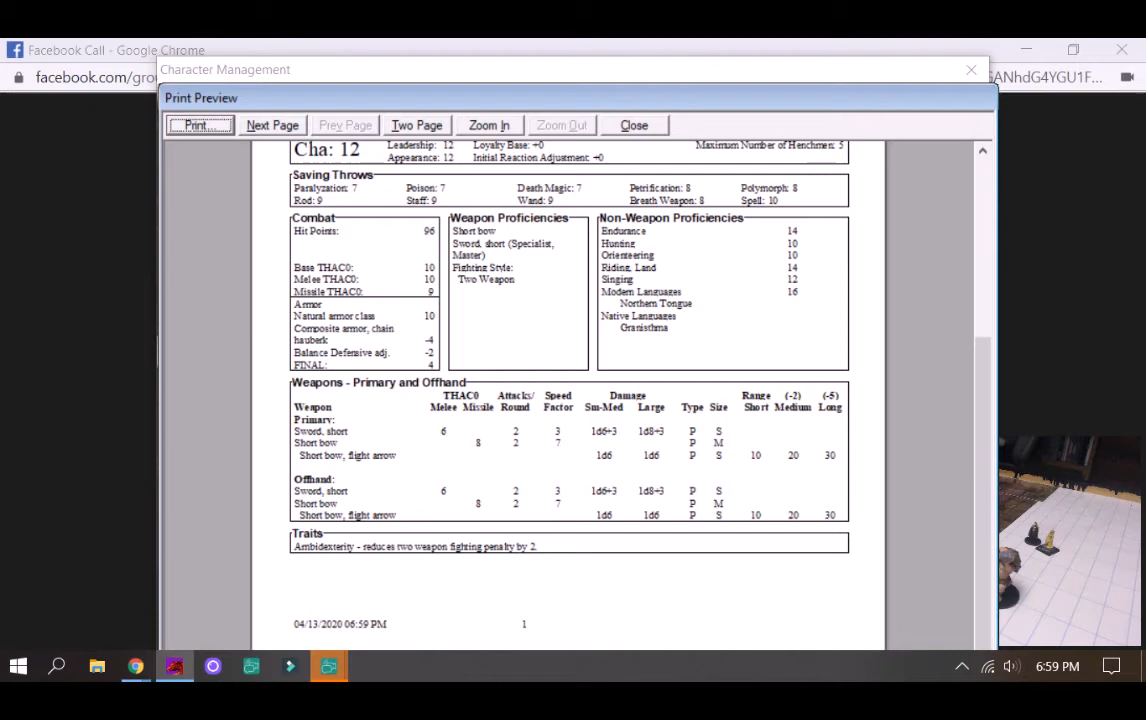 Facebook Call - Google Chrome
facebook.com/gro
GANhdG4YGU1F...
Character Management
Print Preview
Print... Next Page Prev Page Two Page Zoom In Zoom Out Close
Cha: 12 Leadership: 12 Loyalty Base: +0 Maximum Number of Henchmen: 5
Appearance: 12 Initial Reaction Adjustment: +0
Saving Throws
Paralyzation: 7 Poison: 7 Death Magic: 7 Petrification: 8 Polymorph: 8
Rod: 9 Staff: 9 Wand: 9 Breath Weapon: 8 Spell: 10
Combat
Hit Points: 96
Base THAC0: 10
Melee THAC0: 10
Missile THAC0: 9
Armor
Natural armor class 10
Composite armor, chain
hauberk -4
Balance Defensive adj. -2
FINAL: 4
Weapon Proficiencies
Short bow
Sword, short (Specialist,
Master)
Fighting Style:
Two Weapon
Non-Weapon Proficiencies
Endurance 14
Hunting 10
Orienteering 10
Riding, Land 14
Singing 12
Modern Languages 16
Northern Tongue
Native Languages
Granisthma
Weapons - Primary and Offhand
THAC0 Attacks/ Speed Damage Range (-2) (-5)
Weapon Melee Missile Round Factor Sm-Med Large Type Size Short Medium Long
Primary:
Sword, short 6 2 3 1d6+3 1d8+3 P S
Short bow 8 2 7 P M
Short bow, flight arrow 1d6 1d6 P S 10 20 30
Offhand:
Sword, short 6 2 3 1d6+3 1d8+3 P S
Short bow 8 2 7 P M
Short bow, flight arrow 1d6 1d6 P S 10 20 30
Traits
Ambidexterity - reduces two weapon fighting penalty by 2.
04/13/2020 06:59 PM 1
6:59 PM